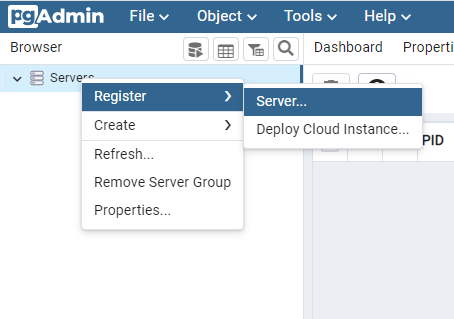 pgAdmin File Object Tools Help
Browser Dashboard Properti
Servers
Register Server...
Create Deploy Cloud Instance... PID
Refresh...
Remove Server Group
Properties...